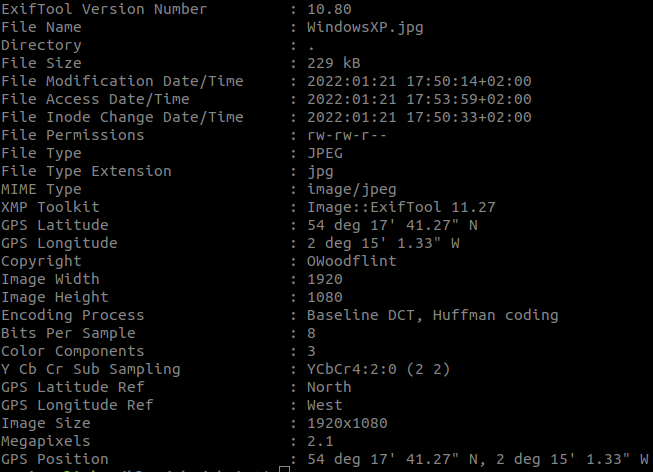 ExifTool Version Number : 10.80
File Name : WindowsXP.jpg
Directory : .
File Size : 229 kB
File Modification Date/Time : 2022:01:21 17:50:14+02:00
File Access Date/Time : 2022:01:21 17:53:59+02:00
File Inode Change Date/Time : 2022:01:21 17:50:33+02:00
File Permissions : rw-rw-r--
File Type : JPEG
File Type Extension : jpg
MIME Type : image/jpeg
XMP Toolkit : Image::ExifTool 11.27
GPS Latitude : 54 deg 17' 41.27" N
GPS Longitude : 2 deg 15' 1.33" W
Copyright : OWoodflint
Image Width : 1920
Image Height : 1080
Encoding Process : Baseline DCT, Huffman coding
Bits Per Sample : 8
Color Components : 3
Y Cb Cr Sub Sampling : YCbCr4:2:0 (2 2)
GPS Latitude Ref : North
GPS Longitude Ref : West
Image Size : 1920x1080
Megapixels : 2.1
GPS Position : 54 deg 17' 41.27" N, 2 deg 15' 1.33" W